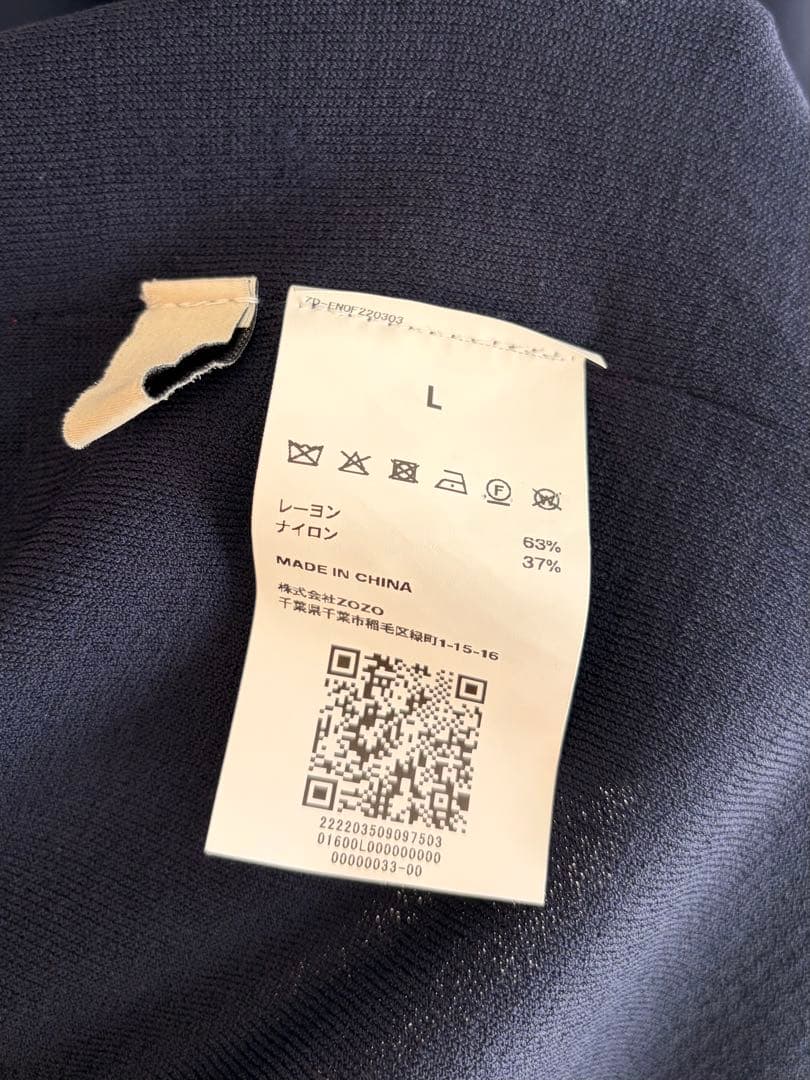 7D-ENOF220303
L
F
W
レーヨン 63%
ナイロン 37%
MADE IN CHINA
株式会社ZOZO
千葉県千葉市稲毛区緑町1-15-16
222203509097503
01600L000000000
00000033-00